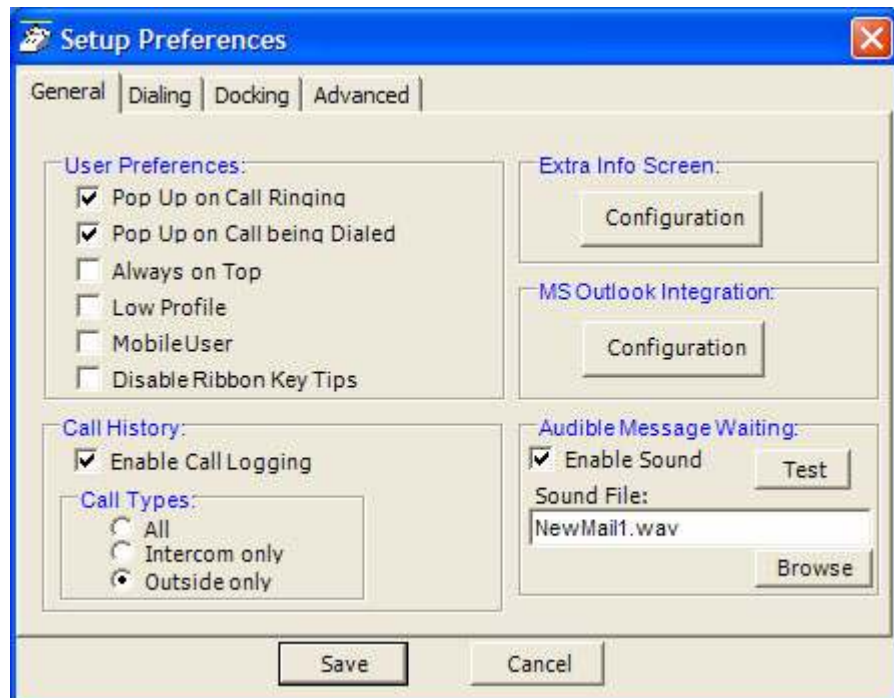 Setup Preferences
General Dialing Docking Advanced
User Preferences:
Pop Up on Call Ringing
Pop Up on Call being Dialed
Always on Top
Low Profile
MobileUser
Disable Ribbon Key Tips
Extra Info Screen:
Configuration
MS Outlook Integration:
Configuration
Call History:
Enable Call Logging
Call Types:
All
Intercom only
Outside only
Audible Message Waiting:
Enable Sound Test
Sound File:
NewMail1.wav
Browse
Save Cancel